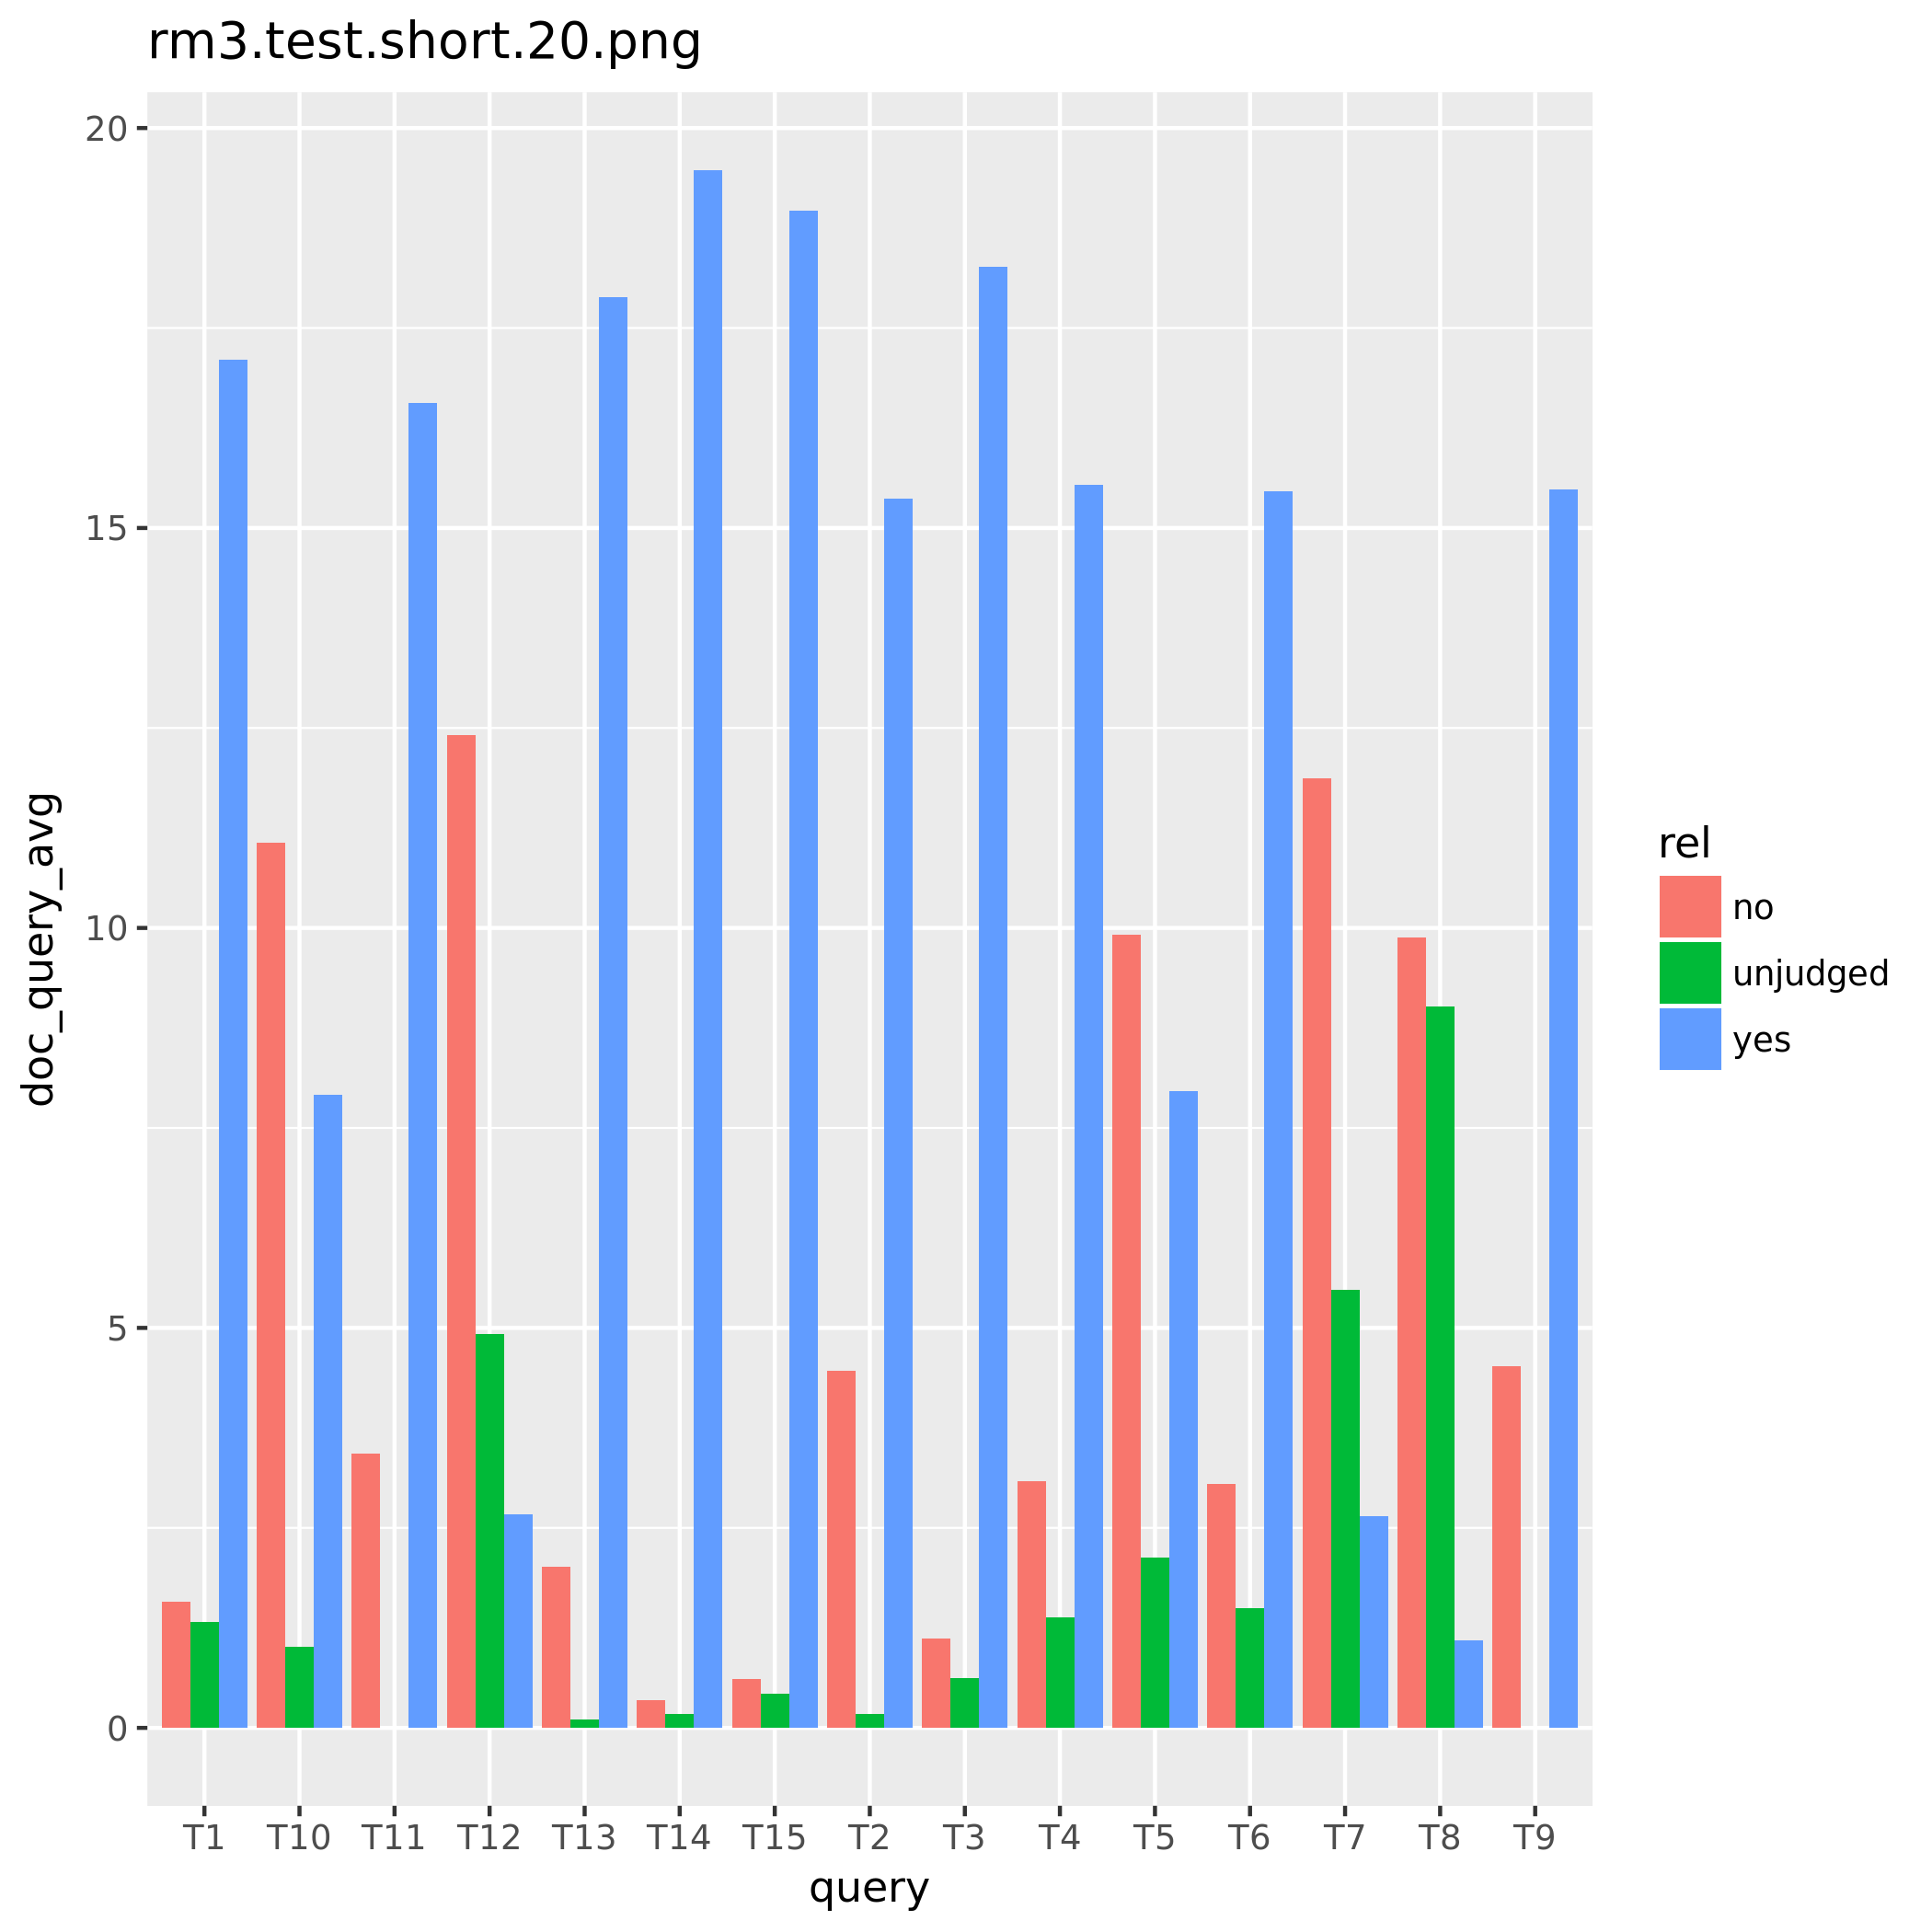 rm3.test.short.20.png
20
15
10
5
0
doc_query_avg
T1 T10 T11 T12 T13 T14 T15 T2 T3 T4 T5 T6 T7 T8 T9
query
rel
no
unjudged
yes